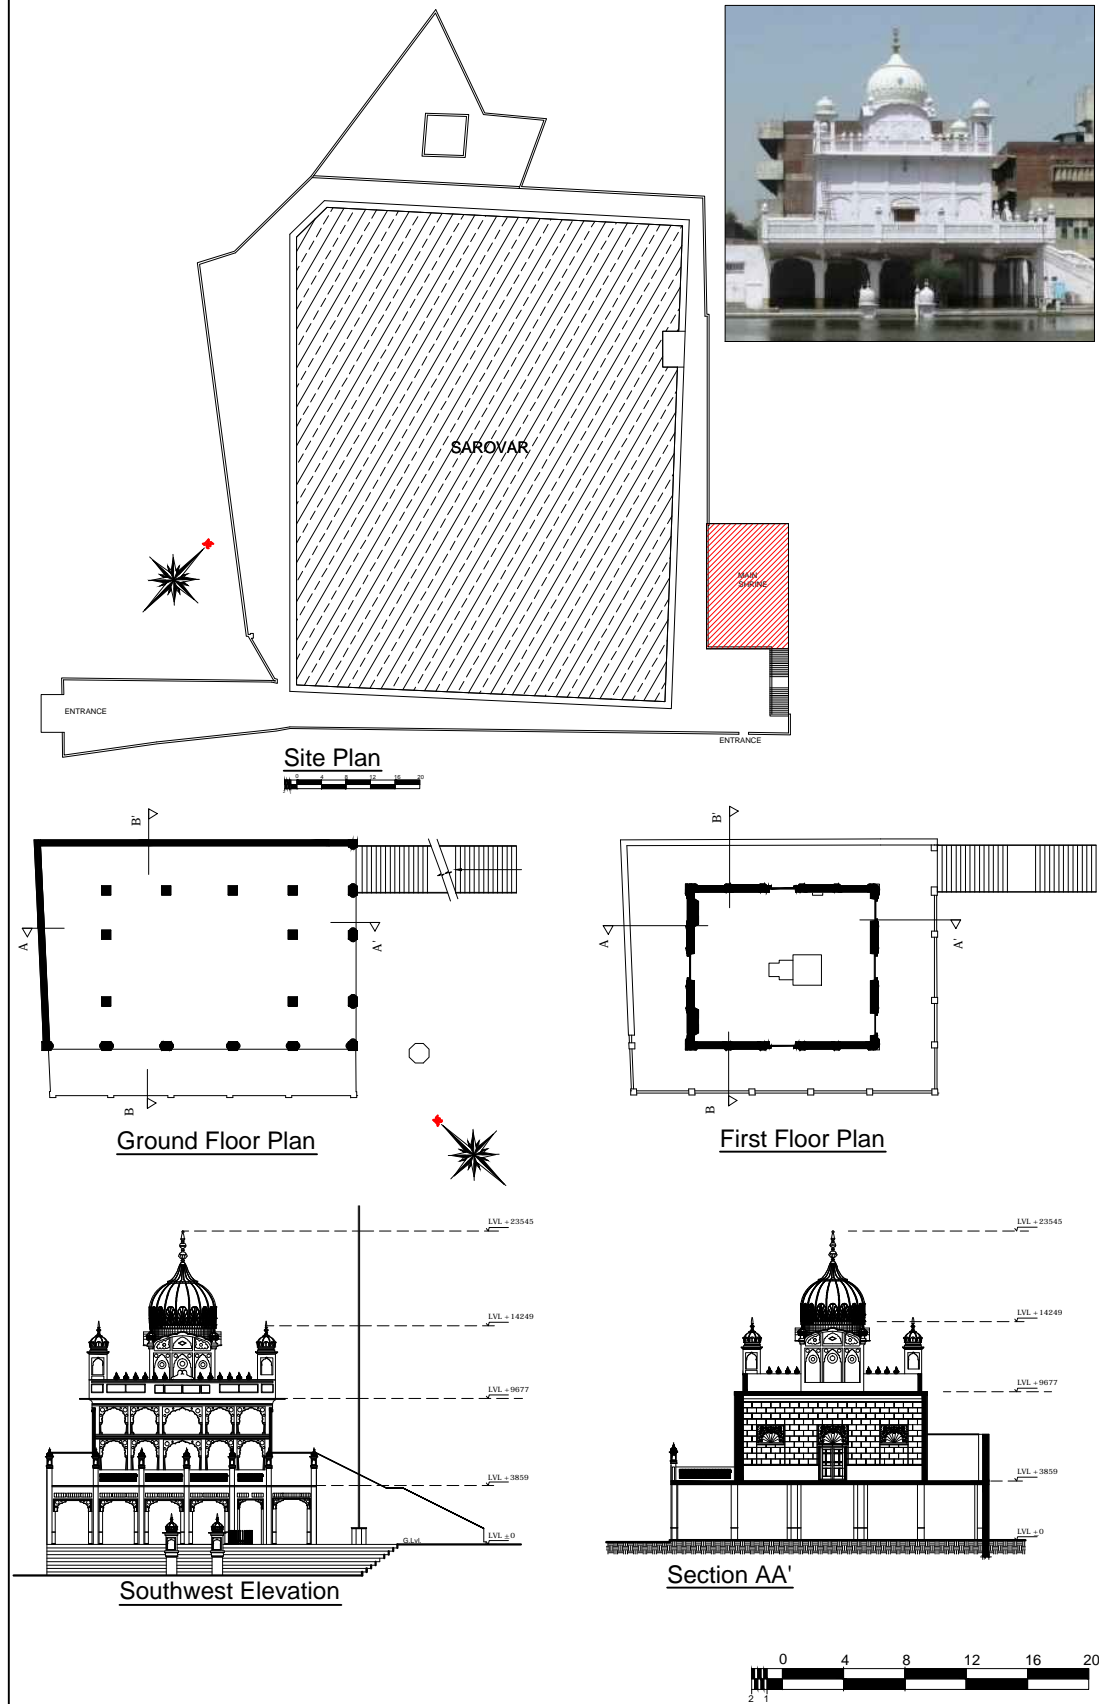 SAROVAR
MAIN
SHRINE
ENTRANCE
ENTRANCE
Site Plan
0 4 8 12 16 20
B'
A
A'
B
Ground Floor Plan
B'
A
A'
B
First Floor Plan
LVL +23545
LVL +14249
LVL +9677
LVL +3859
G.Lvl.
LVL ±0
Southwest Elevation
LVL +23545
LVL +14249
LVL +9677
LVL +3859
LVL ±0
Section AA'
0 4 8 12 16 20
2 1